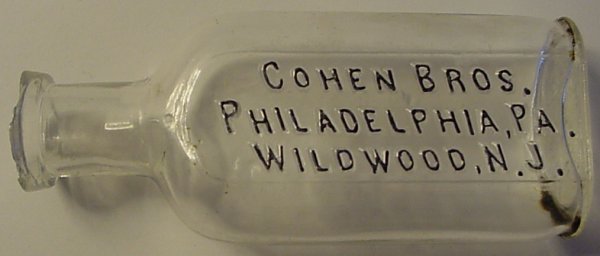 COHEN BROS.
PHILADELPHIA, PA.
WILDWOOD, N.J.